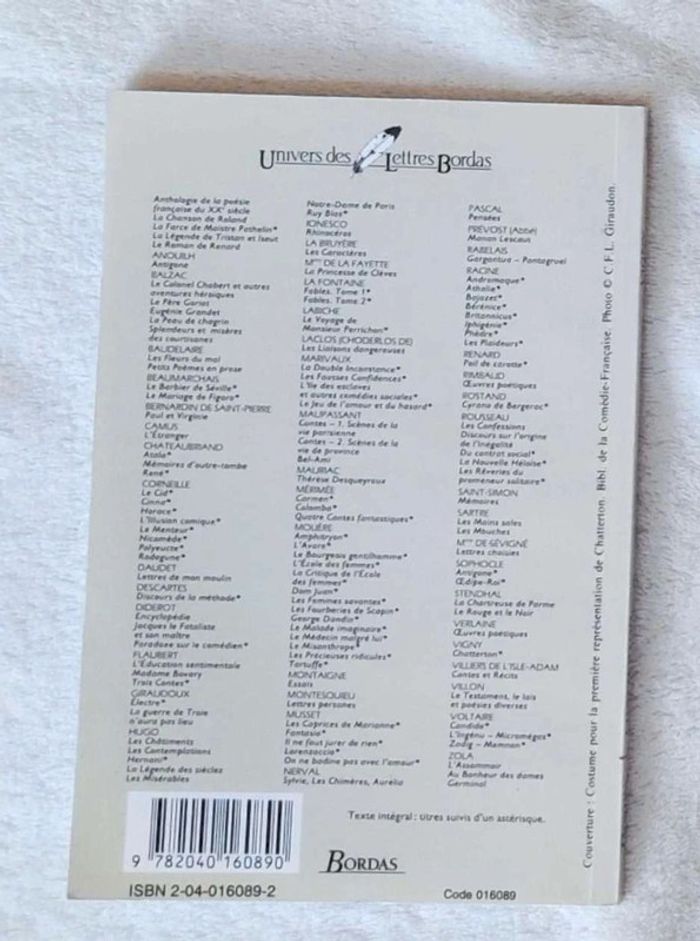 Univers des Lettres Bordas
Anthologie de la poésie
française du XXᵉ siècle
La Chanson de Roland
La Farce de Maistre Pathelin*
La Légende de Tristan et Iseut
Le Roman de Renard
ANOUILH
Antigone
BALZAC
Le Colonel Chabert et autres
aventures héroïques
Le Père Goriot
Eugénie Grandet
La Peau de chagrin
Splendeurs et misères
des courtisanes
BAUDELAIRE
Les Fleurs du mal
Petits Poèmes en prose
BEAUMARCHAIS
Le Barbier de Séville*
Le Mariage de Figaro*
BERNARDIN DE SAINT-PIERRE
Paul et Virginie
CAMUS
L'Étranger
CHATEAUBRIAND
Atala*
Mémoires d'outre-tombe
René*
CORNEILLE
Le Cid*
Cinna*
Horace*
L'Illusion comique*
Le Menteur*
Nicomède*
Polyeucte*
Rodogune*
DAUDET
Lettres de mon moulin
DESCARTES
Discours de la méthode*
DIDEROT
Encyclopédie
Jacques le Fataliste
et son maître
Paradoxe sur le comédien*
FLAUBERT
L'Éducation sentimentale
Madame Bovary
Trois Contes*
GIRAUDOUX
Électre*
La guerre de Troie
n'aura pas lieu
HUGO
Les Châtiments
Les Contemplations
Hernani*
La Légende des siècles
Les Misérables
Notre-Dame de Paris
Ruy Blas*
IONESCO
Rhinocéros
LA BRUYÈRE
Les Caractères
Mᵐᵉ DE LA FAYETTE
La Princesse de Clèves
LA FONTAINE
Fables. Tome 1*
Fables. Tome 2*
LABICHE
Le Voyage de
Monsieur Perrichon*
LACLOS (CHODERLOS DE)
Les Liaisons dangereuses
MARIVAUX
La Double Inconstance*
Les Fausses Confidences*
L'Ile des esclaves
et autres comédies sociales*
Le Jeu de l'amour et du hasard*
MAUPASSANT
Contes - 1. Scènes de la
vie parisienne
Contes - 2. Scènes de la
vie de province
Bel-Ami
MAURIAC
Thérèse Desqueyroux
MÉRIMÉE
Carmen*
Colomba*
Quatre Contes fantastiques*
MOLIÈRE
Amphitryon*
L'Avare*
Le Bourgeois gentilhomme*
L'École des femmes*
La Critique de l'École
des femmes*
Dom Juan*
Les Femmes savantes*
Les Fourberies de Scapin*
George Dandin*
Le Malade imaginaire*
Le Médecin malgré lui*
Le Misanthrope*
Les Précieuses ridicules*
Tartuffe*
MONTAIGNE
Essais
MONTESQUIEU
Lettres persanes
MUSSET
Les Caprices de Marianne*
Fantasio*
Il ne faut jurer de rien*
Lorenzaccio*
On ne badine pas avec l'amour*
NERVAL
Sylvie, Les Chimères, Aurélia
PASCAL
Pensées
PRÉVOST (Abbé)
Manon Lescaut
RABELAIS
Gargantua - Pantagruel
RACINE
Andromaque*
Athalie*
Bajazet*
Bérénice*
Britannicus*
Iphigénie*
Phèdre*
Les Plaideurs*
RENARD
Poil de carotte*
RIMBAUD
Œuvres poétiques
ROSTAND
Cyrano de Bergerac*
ROUSSEAU
Les Confessions
Discours sur l'origine
de l'inégalité
Du contrat social*
La Nouvelle Héloïse*
Les Rêveries du
promeneur solitaire*
SAINT-SIMON
Mémoires
SARTRE
Les Mains sales
Les Mouches
Mᵐᵉ DE SÉVIGNÉ
Lettres choisies
SOPHOCLE
Antigone*
Œdipe-Roi*
STENDHAL
La Chartreuse de Parme
Le Rouge et le Noir
VERLAINE
Œuvres poétiques
VIGNY
Chatterton*
VILLIERS DE L'ISLE-ADAM
Contes et Récits
VILLON
Le Testament, le lais
et poésies diverses
VOLTAIRE
Candide*
L'Ingénu - Micromégas*
Zadig - Memnon*
ZOLA
L'Assommoir
Au Bonheur des dames
Germinal
Texte intégral : titres suivis d'un astérisque.
9 782040 160890
BORDAS
ISBN 2-04-016089-2
Code 016089
Couverture : Costume pour la première représentation de Chatterton. Bibl. de la Comédie-Française. Photo © C.F.L. Giraudon.